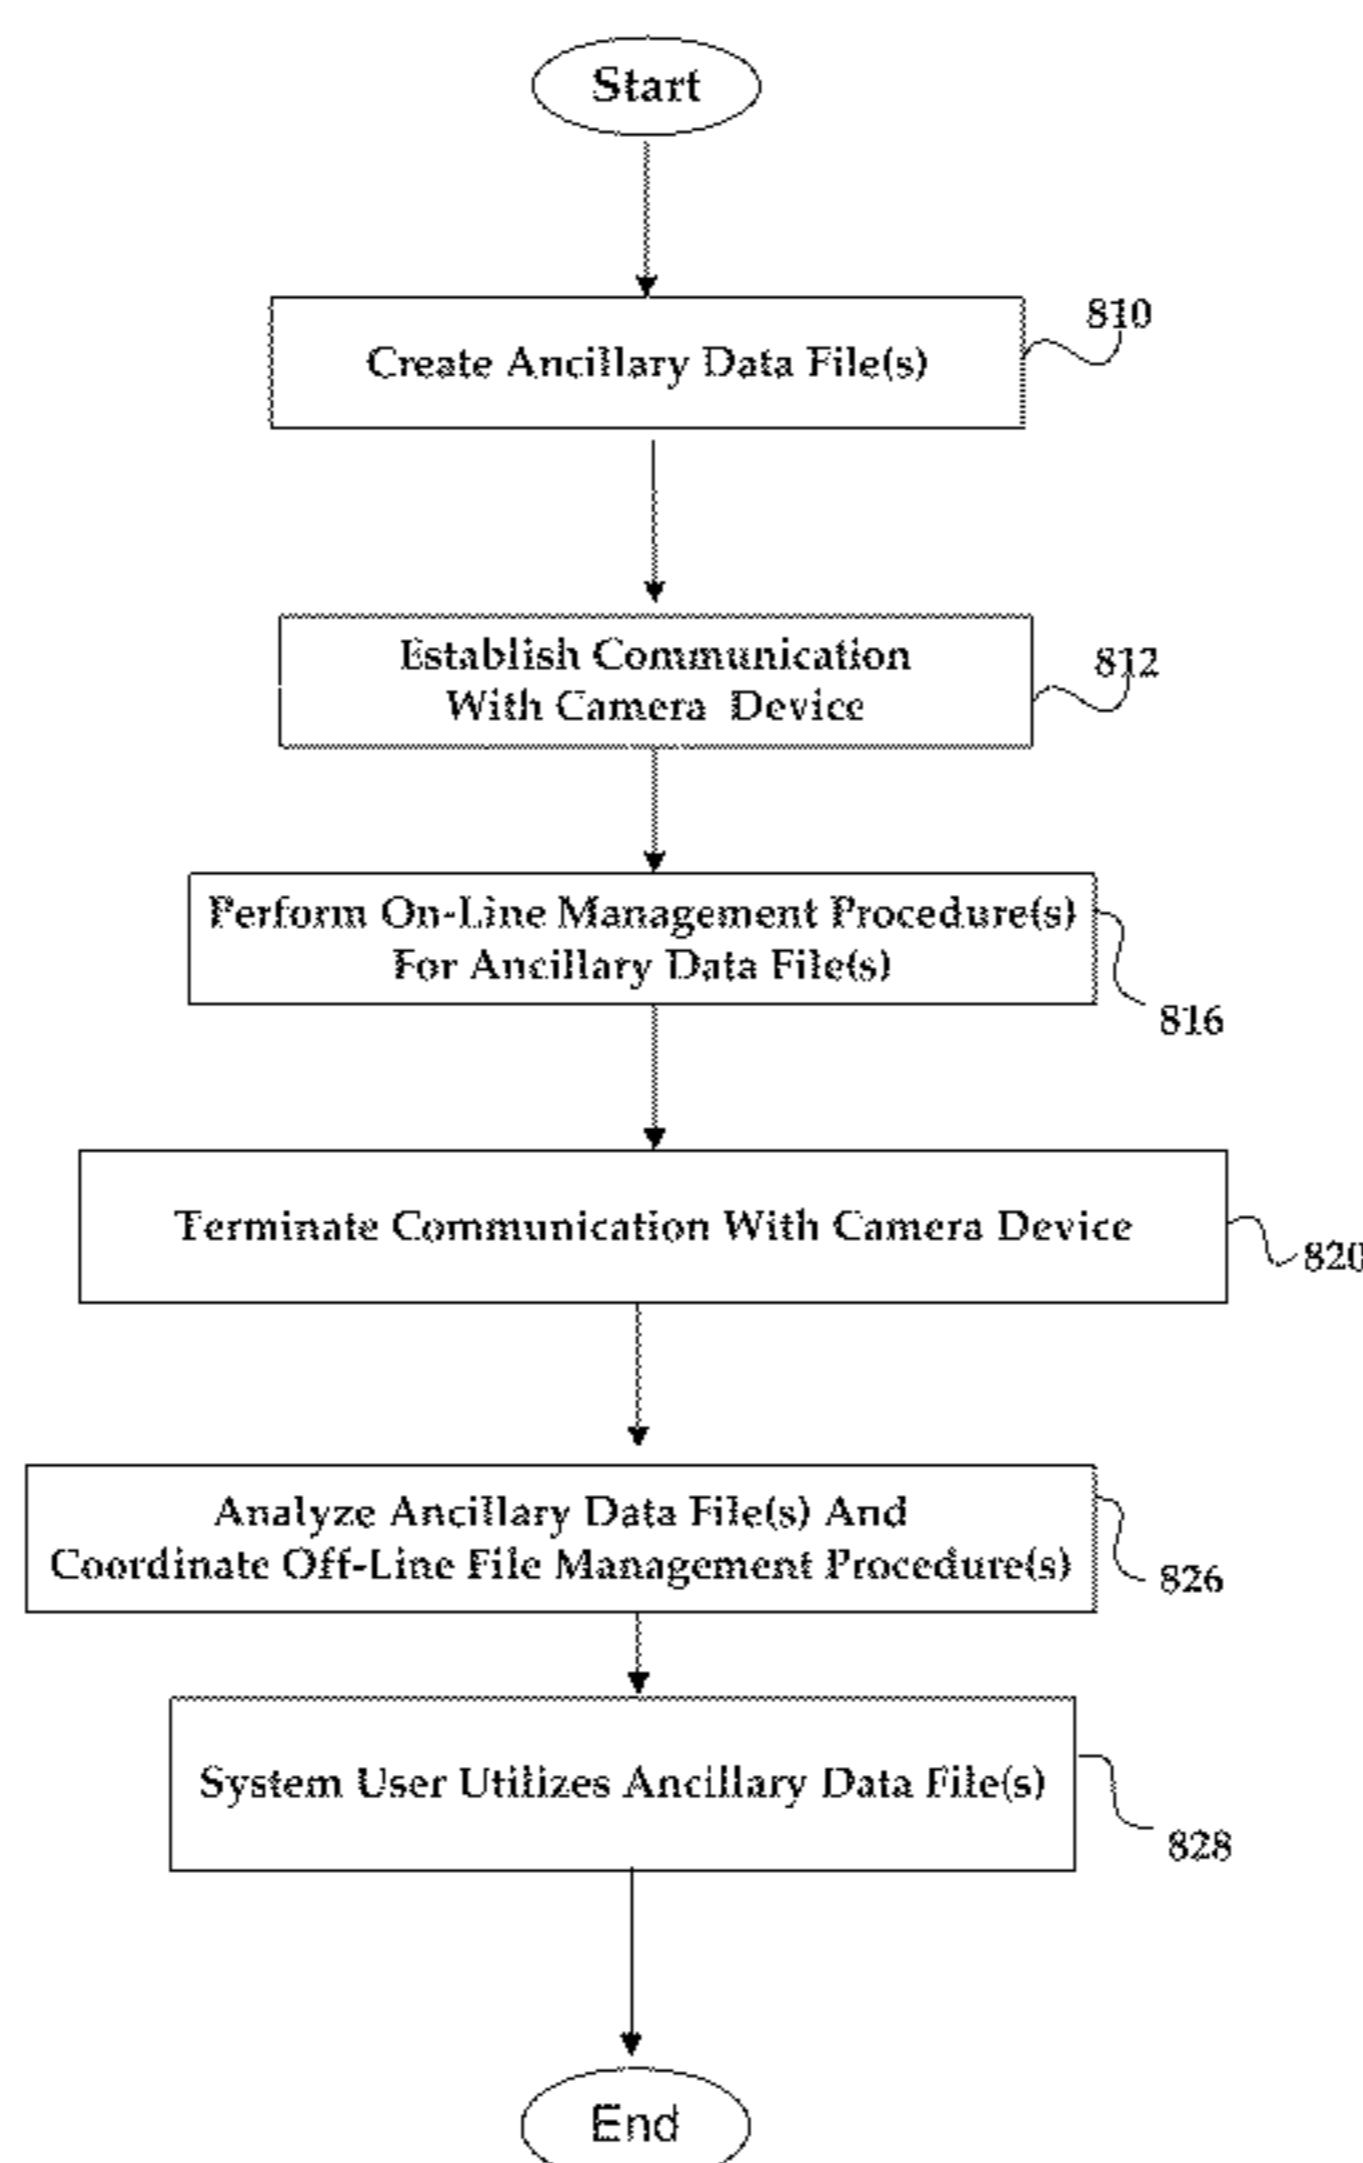 Start
Create Ancillary Data File(s)
810
Establish Communication
With Camera Device
812
Perform On-Line Management Procedure(s)
For Ancillary Data File(s)
816
Terminate Communication With Camera Device
820
Analyze Ancillary Data File(s) And
Coordinate Off-Line File Management Procedure(s)
826
System User Utilizes Ancillary Data File(s)
828
End